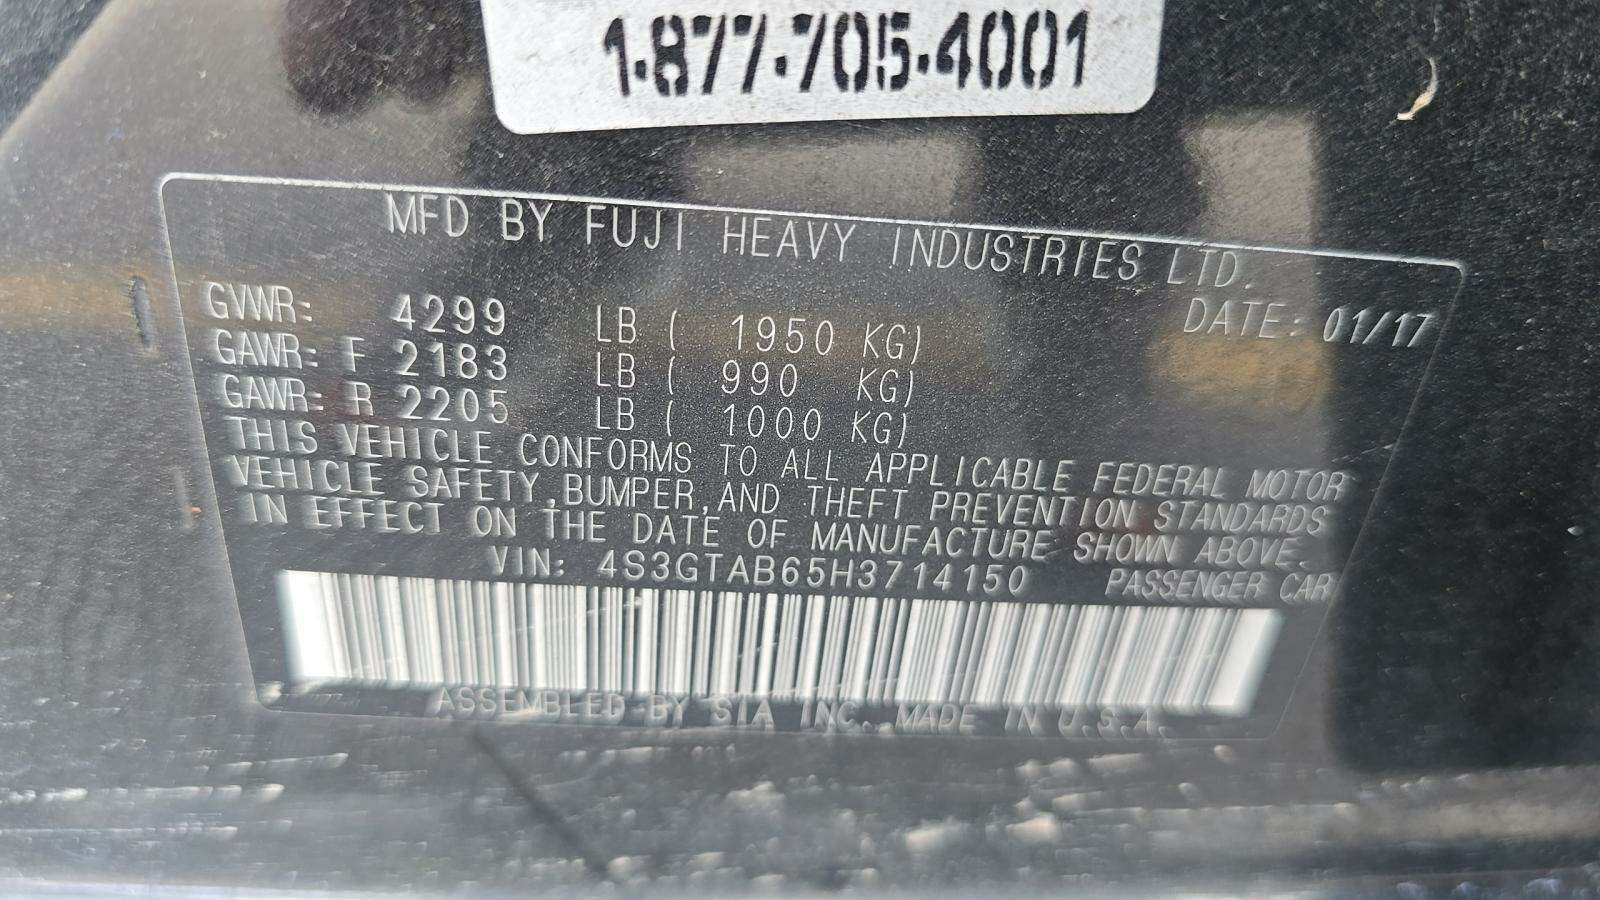 1-877-705-4001
MFD BY FUJI HEAVY INDUSTRIES LTD.
DATE: 01/17
GVWR: 4299 LB ( 1950 KG)
GAWR: F 2183 LB ( 990 KG)
GAWR: R 2205 LB ( 1000 KG)
THIS VEHICLE CONFORMS TO ALL APPLICABLE FEDERAL MOTOR
VEHICLE SAFETY,BUMPER,AND THEFT PREVENTION STANDARDS
IN EFFECT ON THE DATE OF MANUFACTURE SHOWN ABOVE.
VIN: 4S3GTAB65H3714150 PASSENGER CAR
ASSEMBLED BY SIA INC. MADE IN U.S.A.